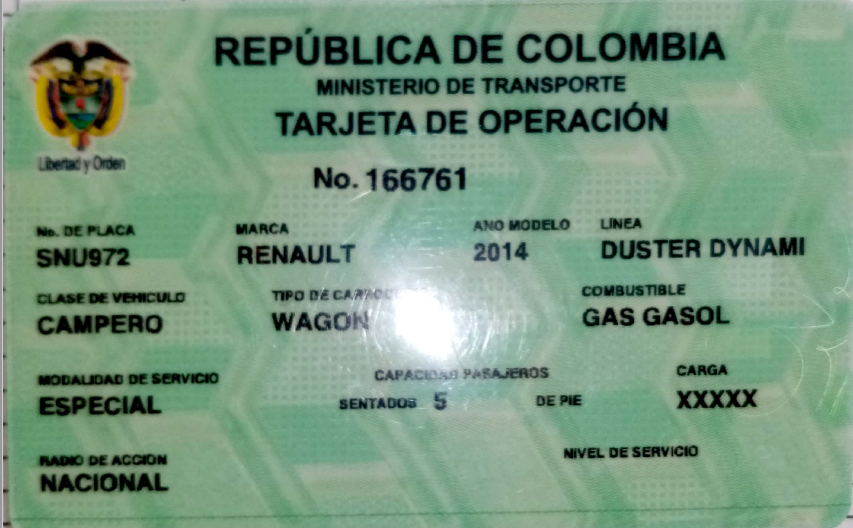 REPÚBLICA DE COLOMBIA
MINISTERIO DE TRANSPORTE
TARJETA DE OPERACIÓN
Libertad y Orden
No. 166761
No. DE PLACA MARCA ANO MODELO LINEA
SNU972 RENAULT 2014 DUSTER DYNAMI
CLASE DE VEHICULO TIPO DE COMBUSTIBLE
CAMPERO WAGON GAS GASOL
MODALIDAD DE SERVICIO CAPACIDAD PASAJEROS CARGA
ESPECIAL SENTADOS 5 DE PIE XXXXX
RADIO DE ACCION NIVEL DE SERVICIO
NACIONAL